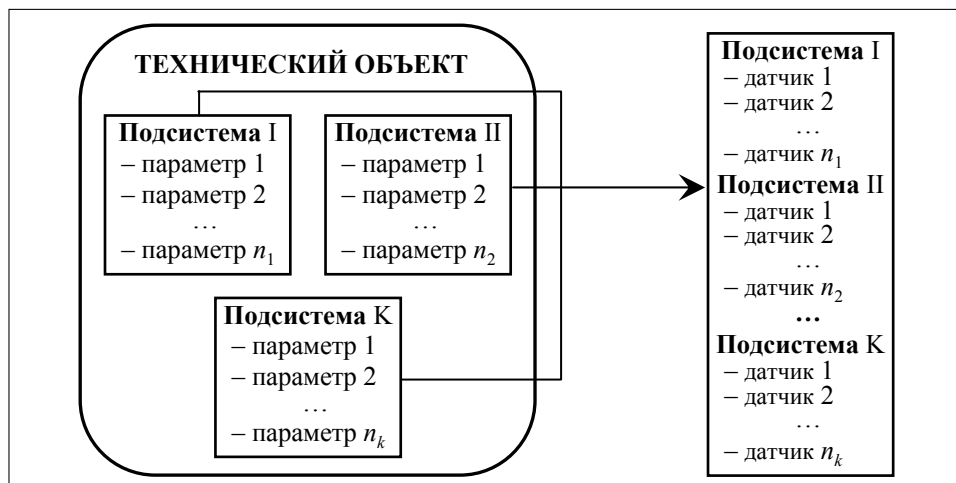 ТЕХНИЧЕСКИЙ ОБЪЕКТ
Подсистема I
– параметр 1
– параметр 2
…
– параметр n₁
Подсистема II
– параметр 1
– параметр 2
…
– параметр n₂
Подсистема K
– параметр 1
– параметр 2
…
– параметр nₖ
Подсистема I
– датчик 1
– датчик 2
…
– датчик n₁
Подсистема II
– датчик 1
– датчик 2
…
– датчик n₂
…
Подсистема K
– датчик 1
– датчик 2
…
– датчик nₖ